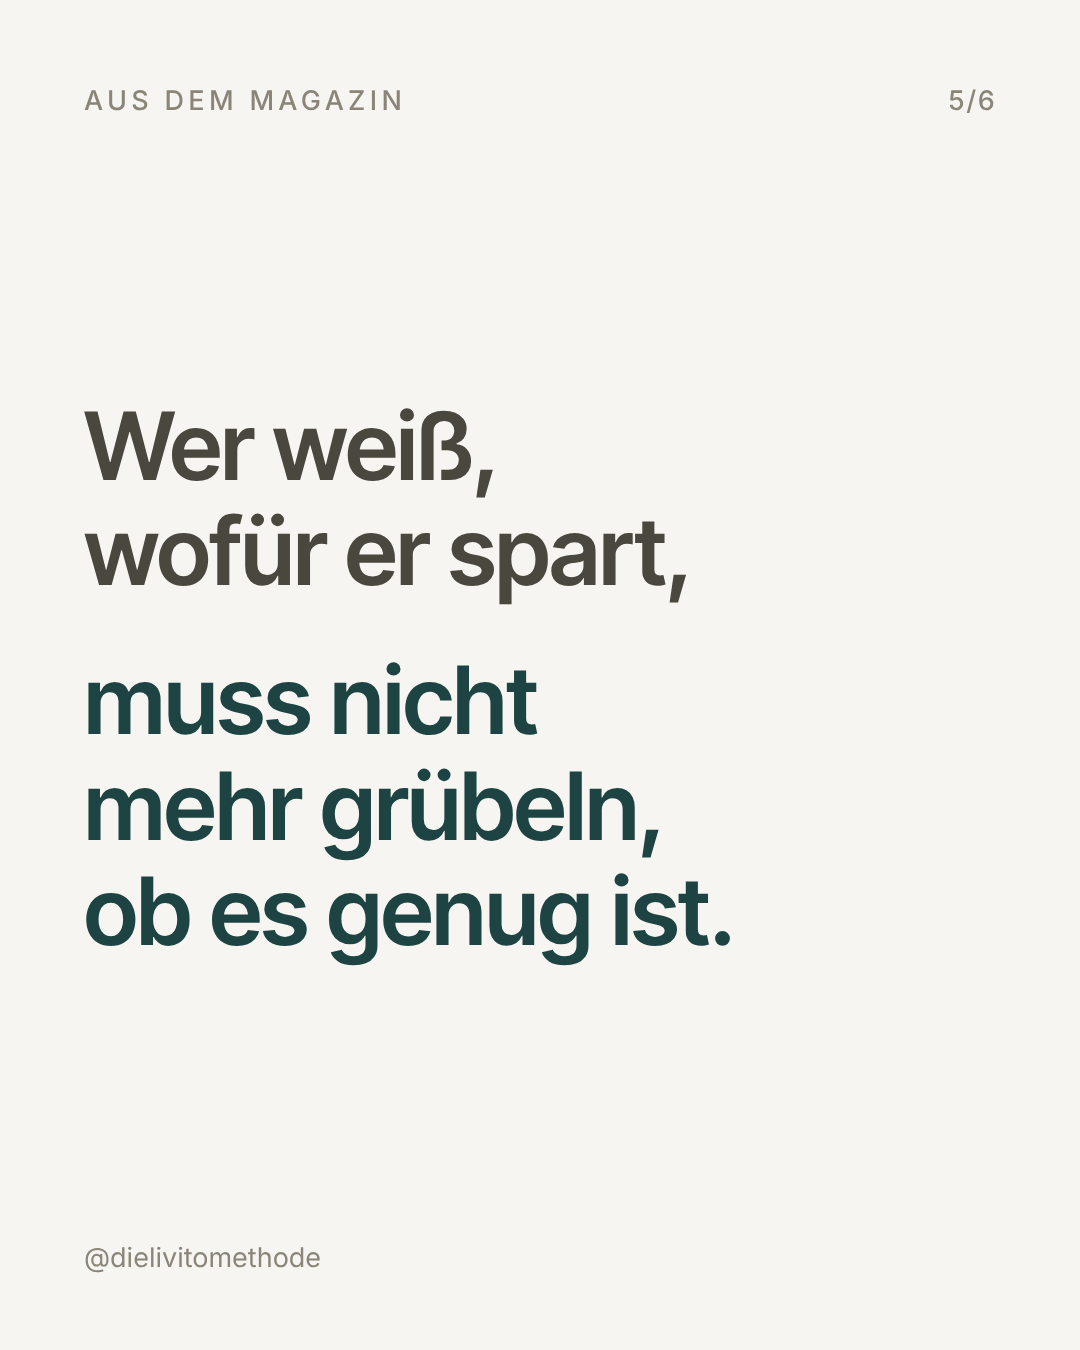 AUS DEM MAGAZIN
5/6
Wer weiß,
wofür er spart,
muss nicht
mehr grübeln,
ob es genug ist.
@dielivitomethode